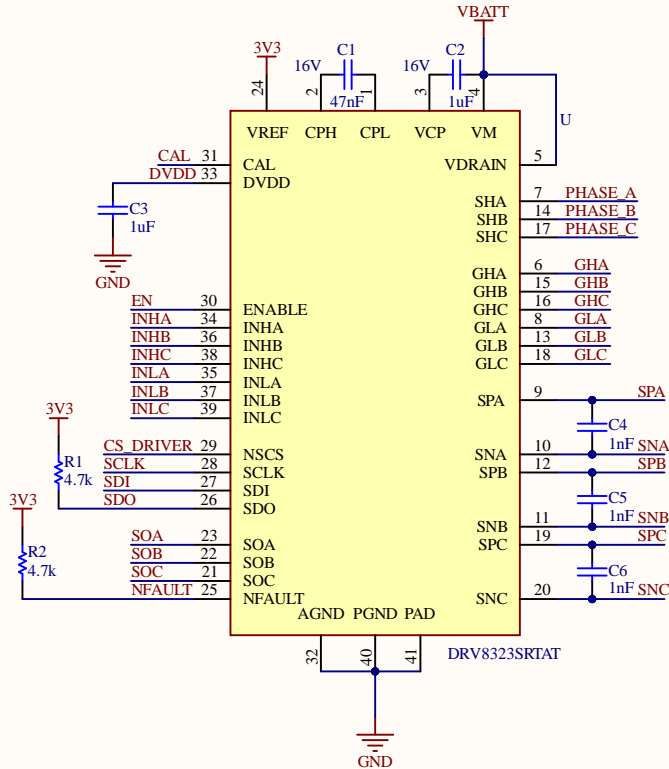 VBATT
3V3
16V
C1
47nF
16V
C2
1uF
24
2
1
3
4
U
VREF
CPH
CPL
VCP
VM
CAL
31
CAL
VDRAIN
5
DVDD
33
DVDD
C3
1uF
GND
SHA
7
PHASE_A
SHB
14
PHASE_B
SHC
17
PHASE_C
GHA
6
GHA
GHB
15
GHB
GHC
16
GHC
GLA
8
GLA
GLB
13
GLB
GLC
18
GLC
EN
30
ENABLE
INHA
34
INHA
INHB
36
INHB
INHC
38
INHC
INLA
35
INLA
INLB
37
INLB
INLC
39
INLC
SPA
9
SPA
C4
1nF
SNA
10
SNA
SPB
12
SPB
C5
1nF
SNB
11
SNB
SPC
19
SPC
C6
1nF
SNC
20
SNC
3V3
R1
4.7k
CS_DRIVER
29
NSCS
SCLK
28
SCLK
SDI
27
SDI
SDO
26
SDO
3V3
R2
4.7k
SOA
23
SOA
SOB
22
SOB
SOC
21
SOC
NFAULT
25
NFAULT
AGND
PGND
PAD
32
40
41
DRV8323SRTAT
GND